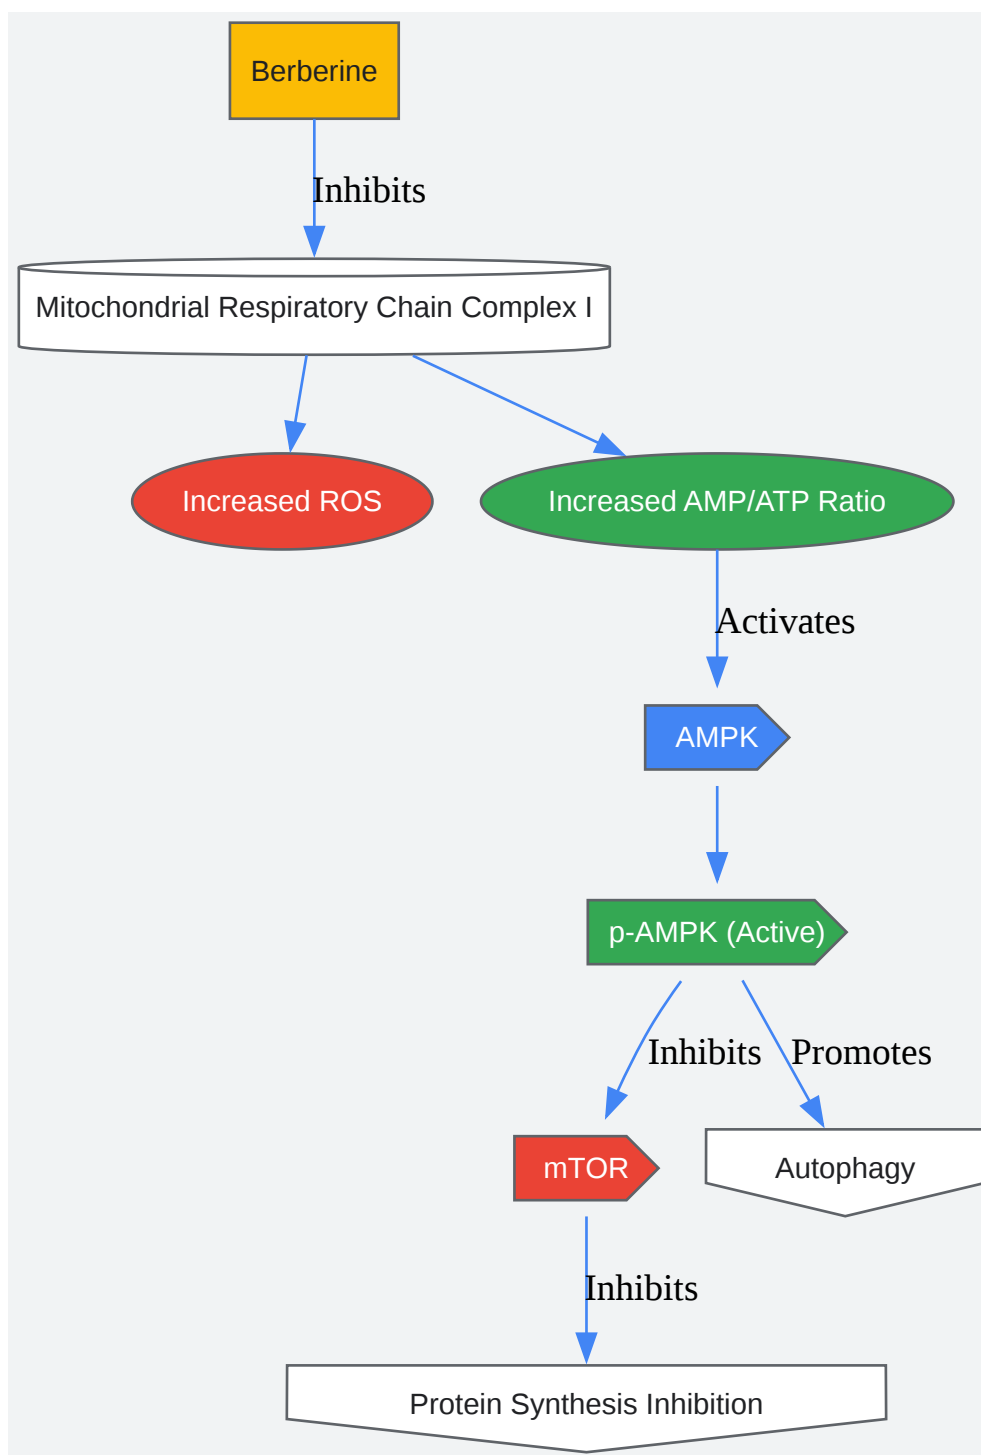 Berberine
Inhibits
Mitochondrial Respiratory Chain Complex I
Increased ROS
Increased AMP/ATP Ratio
Activates
AMPK
p-AMPK (Active)
Inhibits
Promotes
mTOR
Autophagy
Inhibits
Protein Synthesis Inhibition